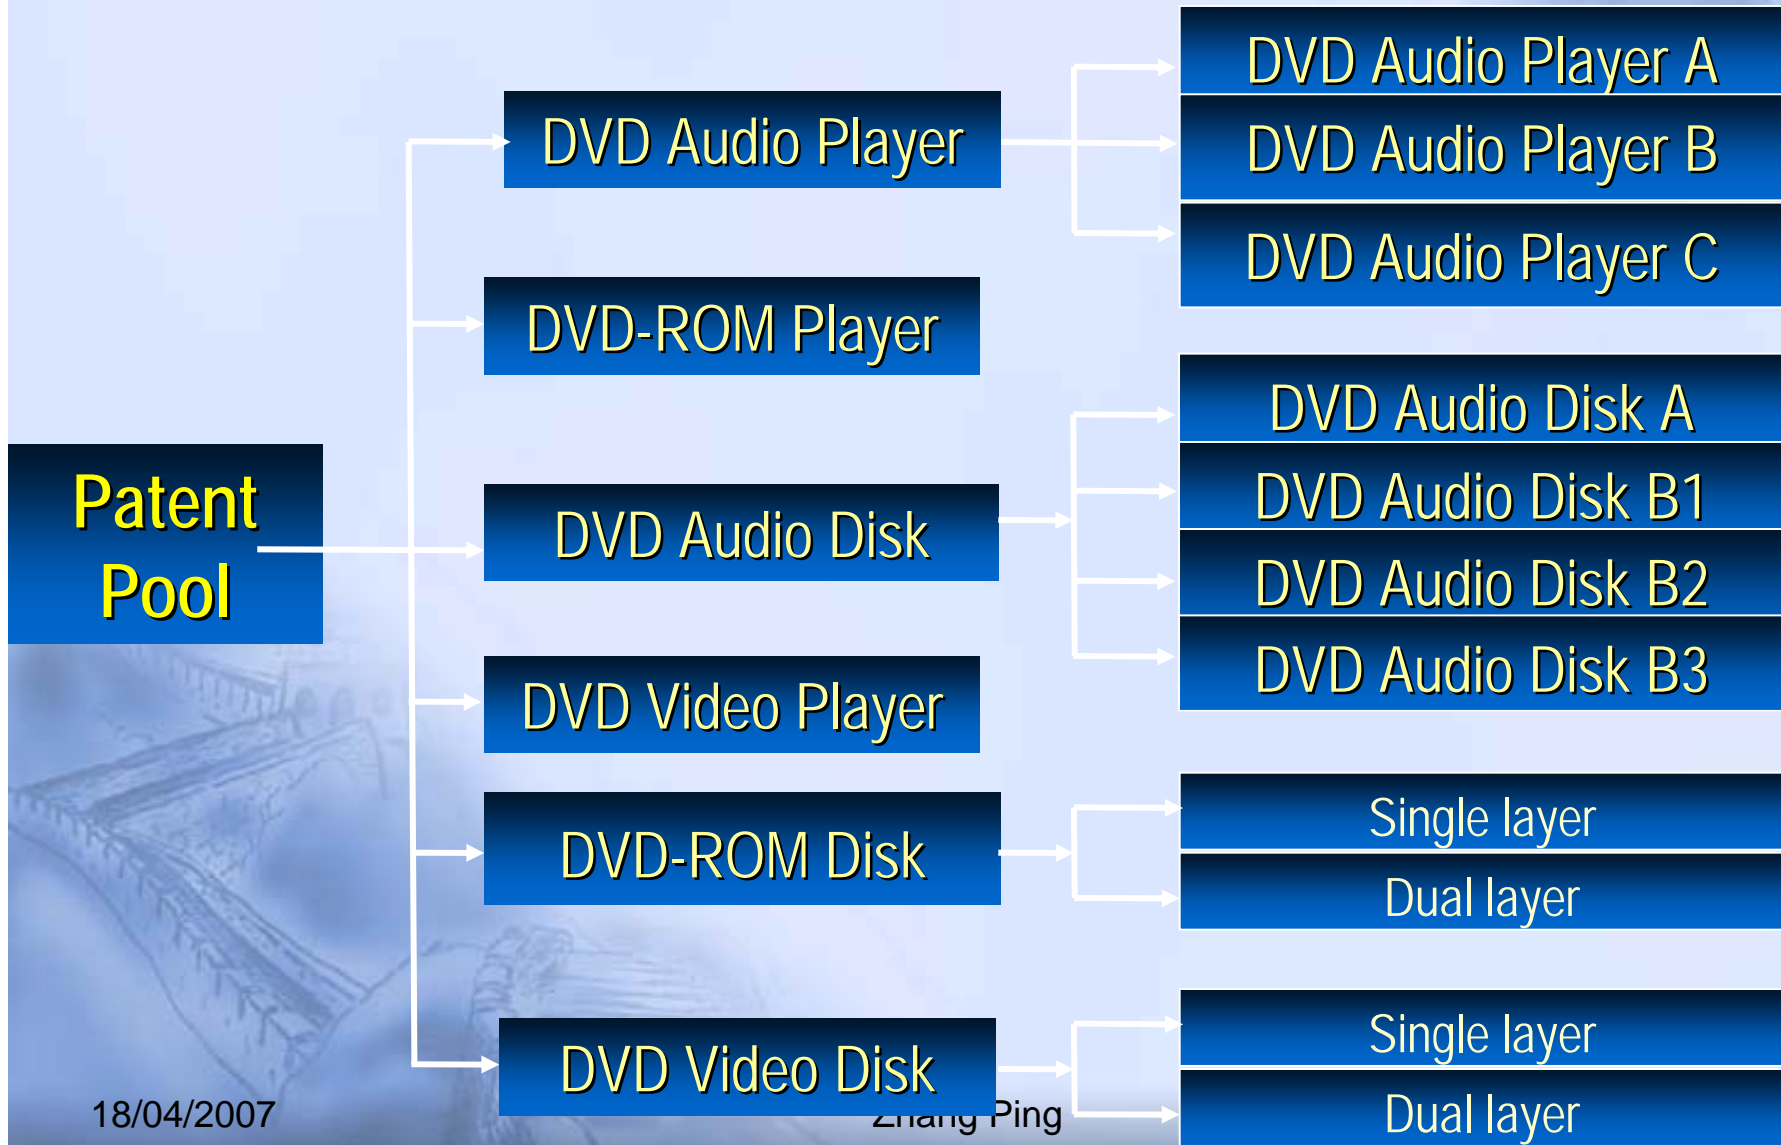 Patent
Pool
DVD Audio Player
DVD-ROM Player
DVD Audio Disk
DVD Video Player
DVD-ROM Disk
DVD Video Disk
DVD Audio Player A
DVD Audio Player B
DVD Audio Player C
DVD Audio Disk A
DVD Audio Disk B1
DVD Audio Disk B2
DVD Audio Disk B3
Single layer
Dual layer
Single layer
Dual layer
18/04/2007
Zhang Ping